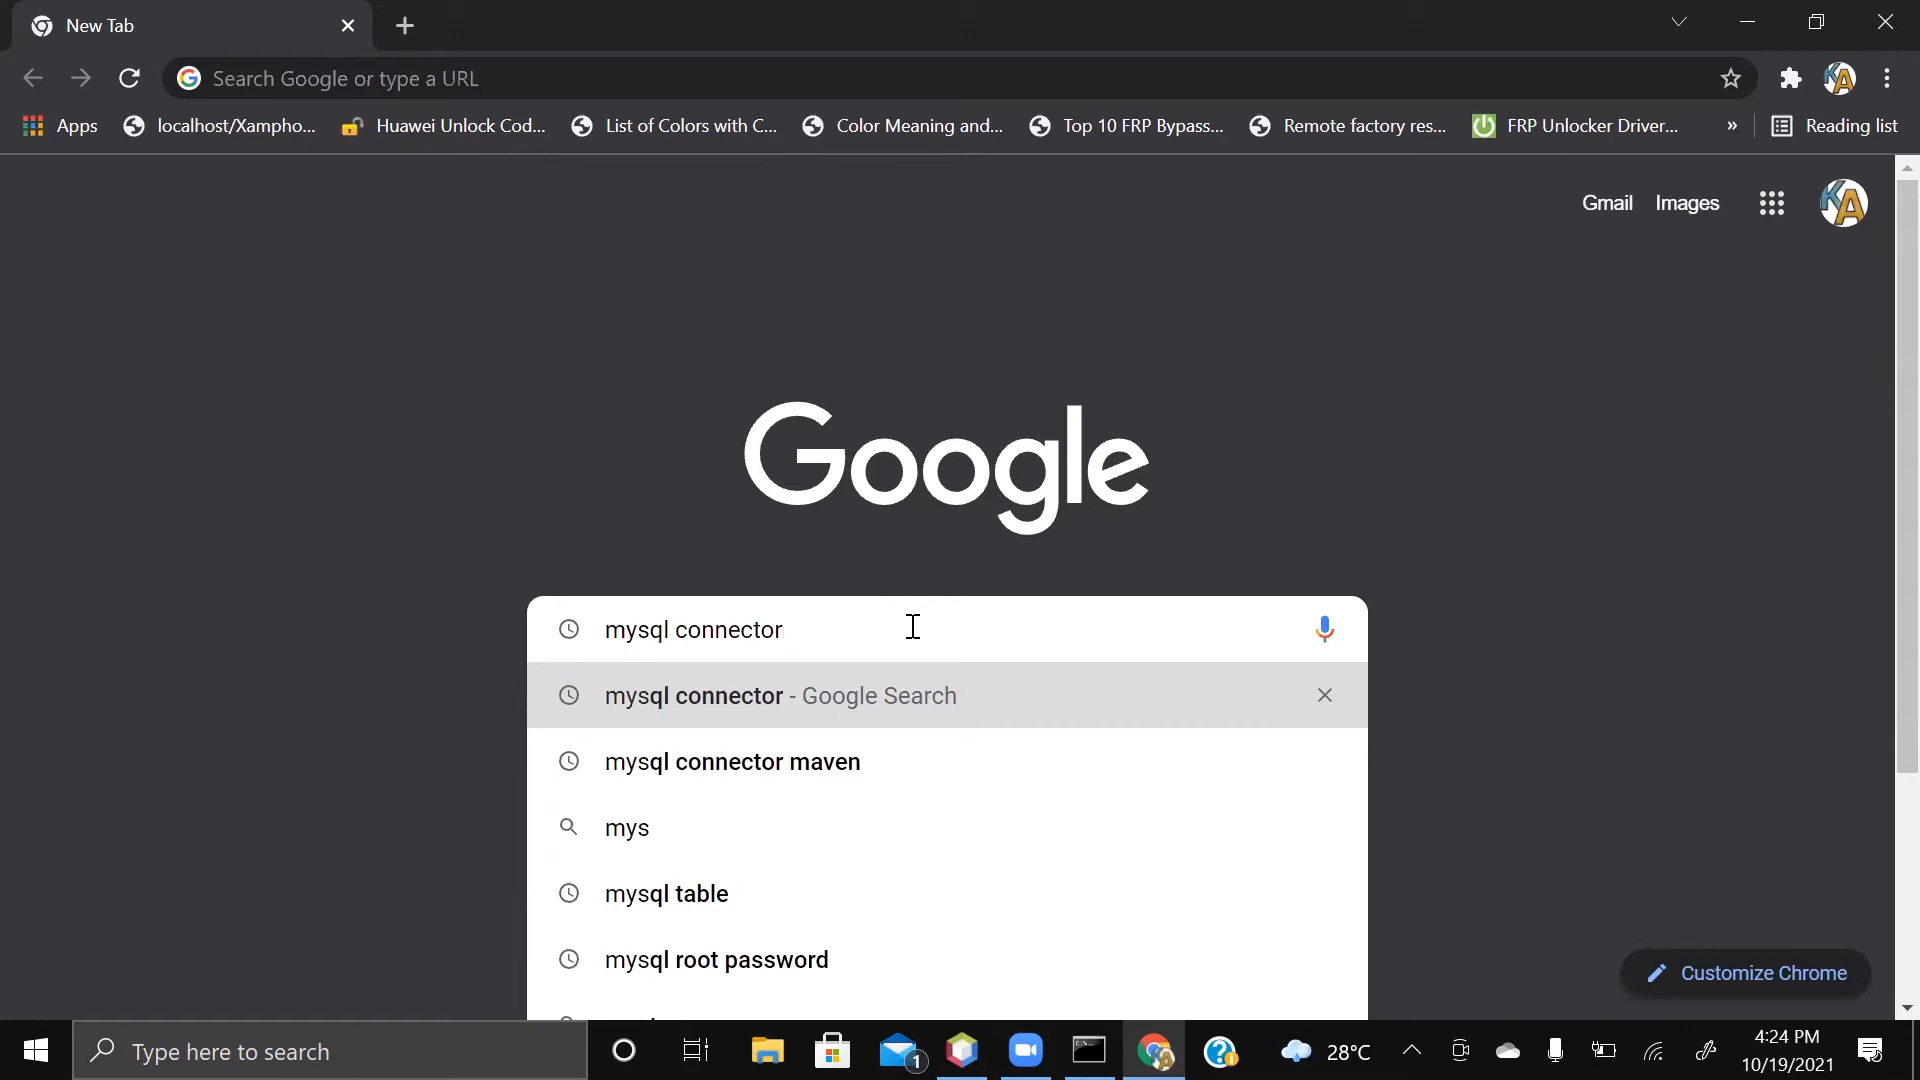 New Tab
Search Google or type a URL
Apps localhost/Xampho... Huawei Unlock Cod... List of Colors with C... Color Meaning and... Top 10 FRP Bypass... Remote factory res... FRP Unlocker Driver... » Reading list
Gmail Images
KA
Google
mysql connector
mysql connector - Google Search
mysql connector maven
mys
mysql table
mysql root password
Customize Chrome
Type here to search
1
28°C
4:24 PM
10/19/2021